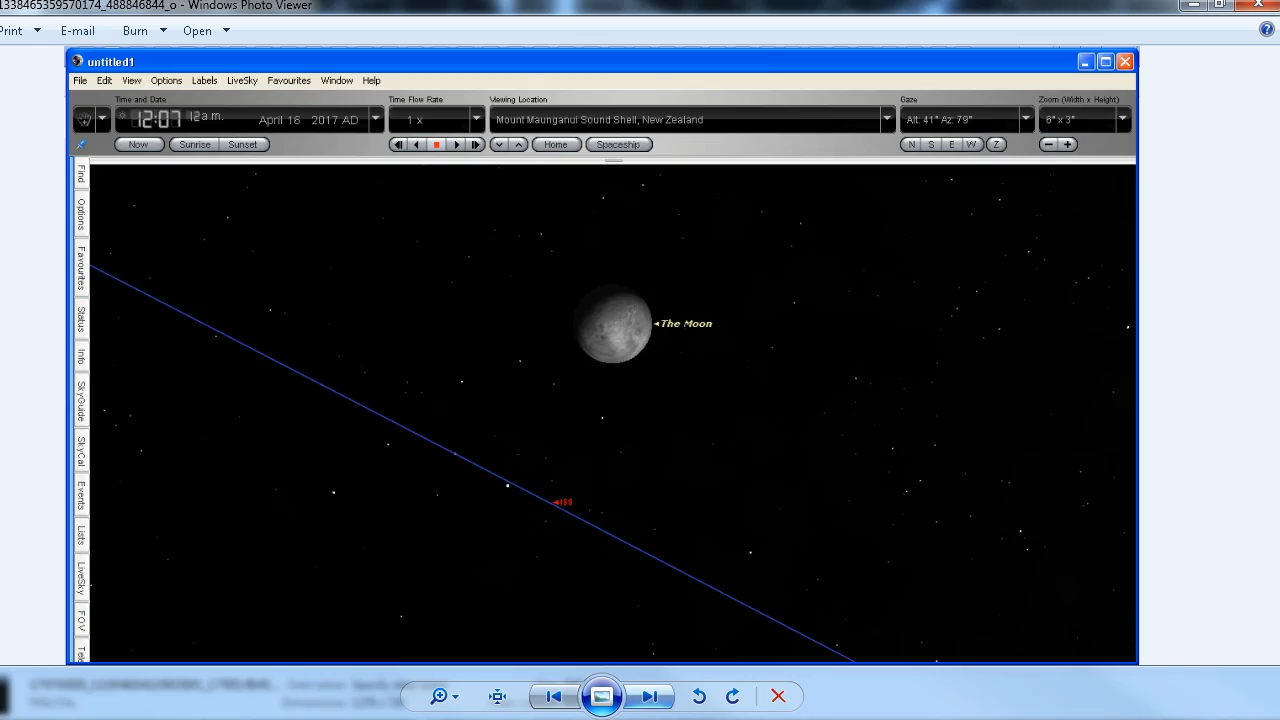 1338465359570174_488846844_o - Windows Photo Viewer
Print E-mail Burn Open
untitled1
File Edit View Options Labels LiveSky Favourites Window Help
Time and Date Time Flow Rate Viewing Location Gaze Zoom (Width x Height)
12:07 12 a.m. April 16 2017 AD 1 x Mount Maunganui Sound Shell, New Zealand Alt: 41° Az: 79° 6° x 3°
Now Sunrise Sunset Home Spaceship N S E W Z
Find
Options
Favourites
Status
Info
SkyGuide
SkyCal
Events
Lists
LiveSky
FOV
The Moon
ISS